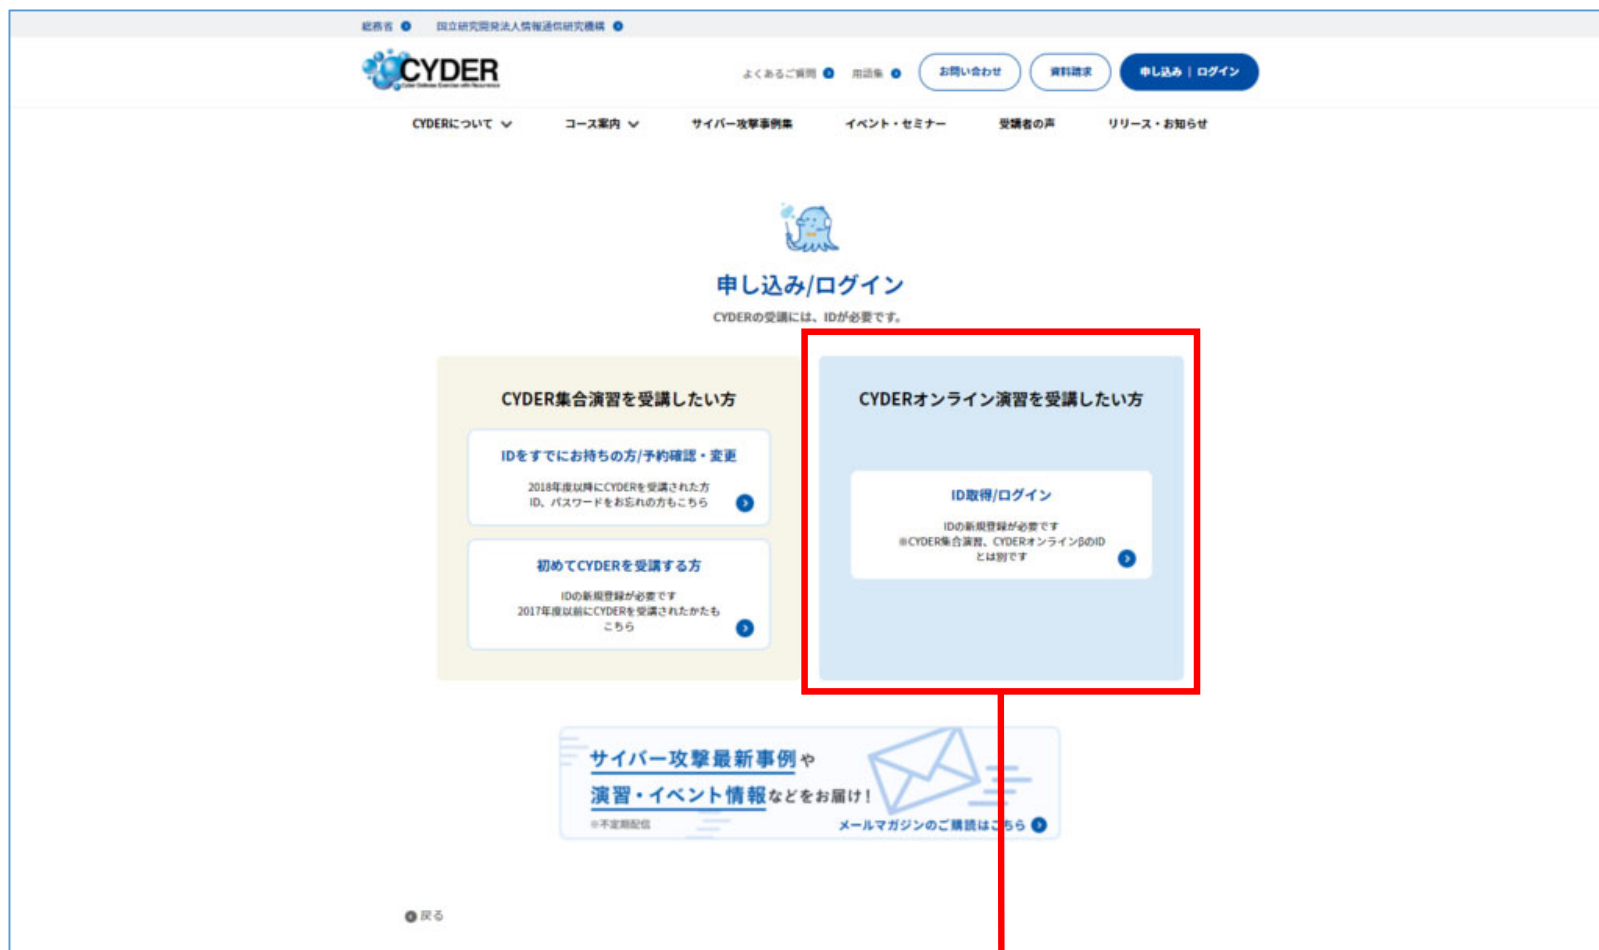 総務省
国立研究開発法人情報通信研究機構
CYDER
Cyber Defense Exercise with Recurrence
よくあるご質問
用語集
お問い合わせ
資料請求
申し込み | ログイン
CYDERについて
コース案内
サイバー攻撃事例集
イベント・セミナー
受講者の声
リリース・お知らせ
申し込み/ログイン
CYDERの受講には、IDが必要です。
CYDER集合演習を受講したい方
IDをすでにお持ちの方/予約確認・変更
2018年度以降にCYDERを受講された方
ID、パスワードをお忘れの方もこちら
初めてCYDERを受講する方
IDの新規登録が必要です
2017年度以前にCYDERを受講されたかたも
こちら
CYDERオンライン演習を受講したい方
ID取得/ログイン
IDの新規登録が必要です
※CYDER集合演習、CYDERオンラインβのID
とは別です
サイバー攻撃最新事例や
演習・イベント情報などをお届け！
※不定期配信
メールマガジンのご購読はこちら
戻る